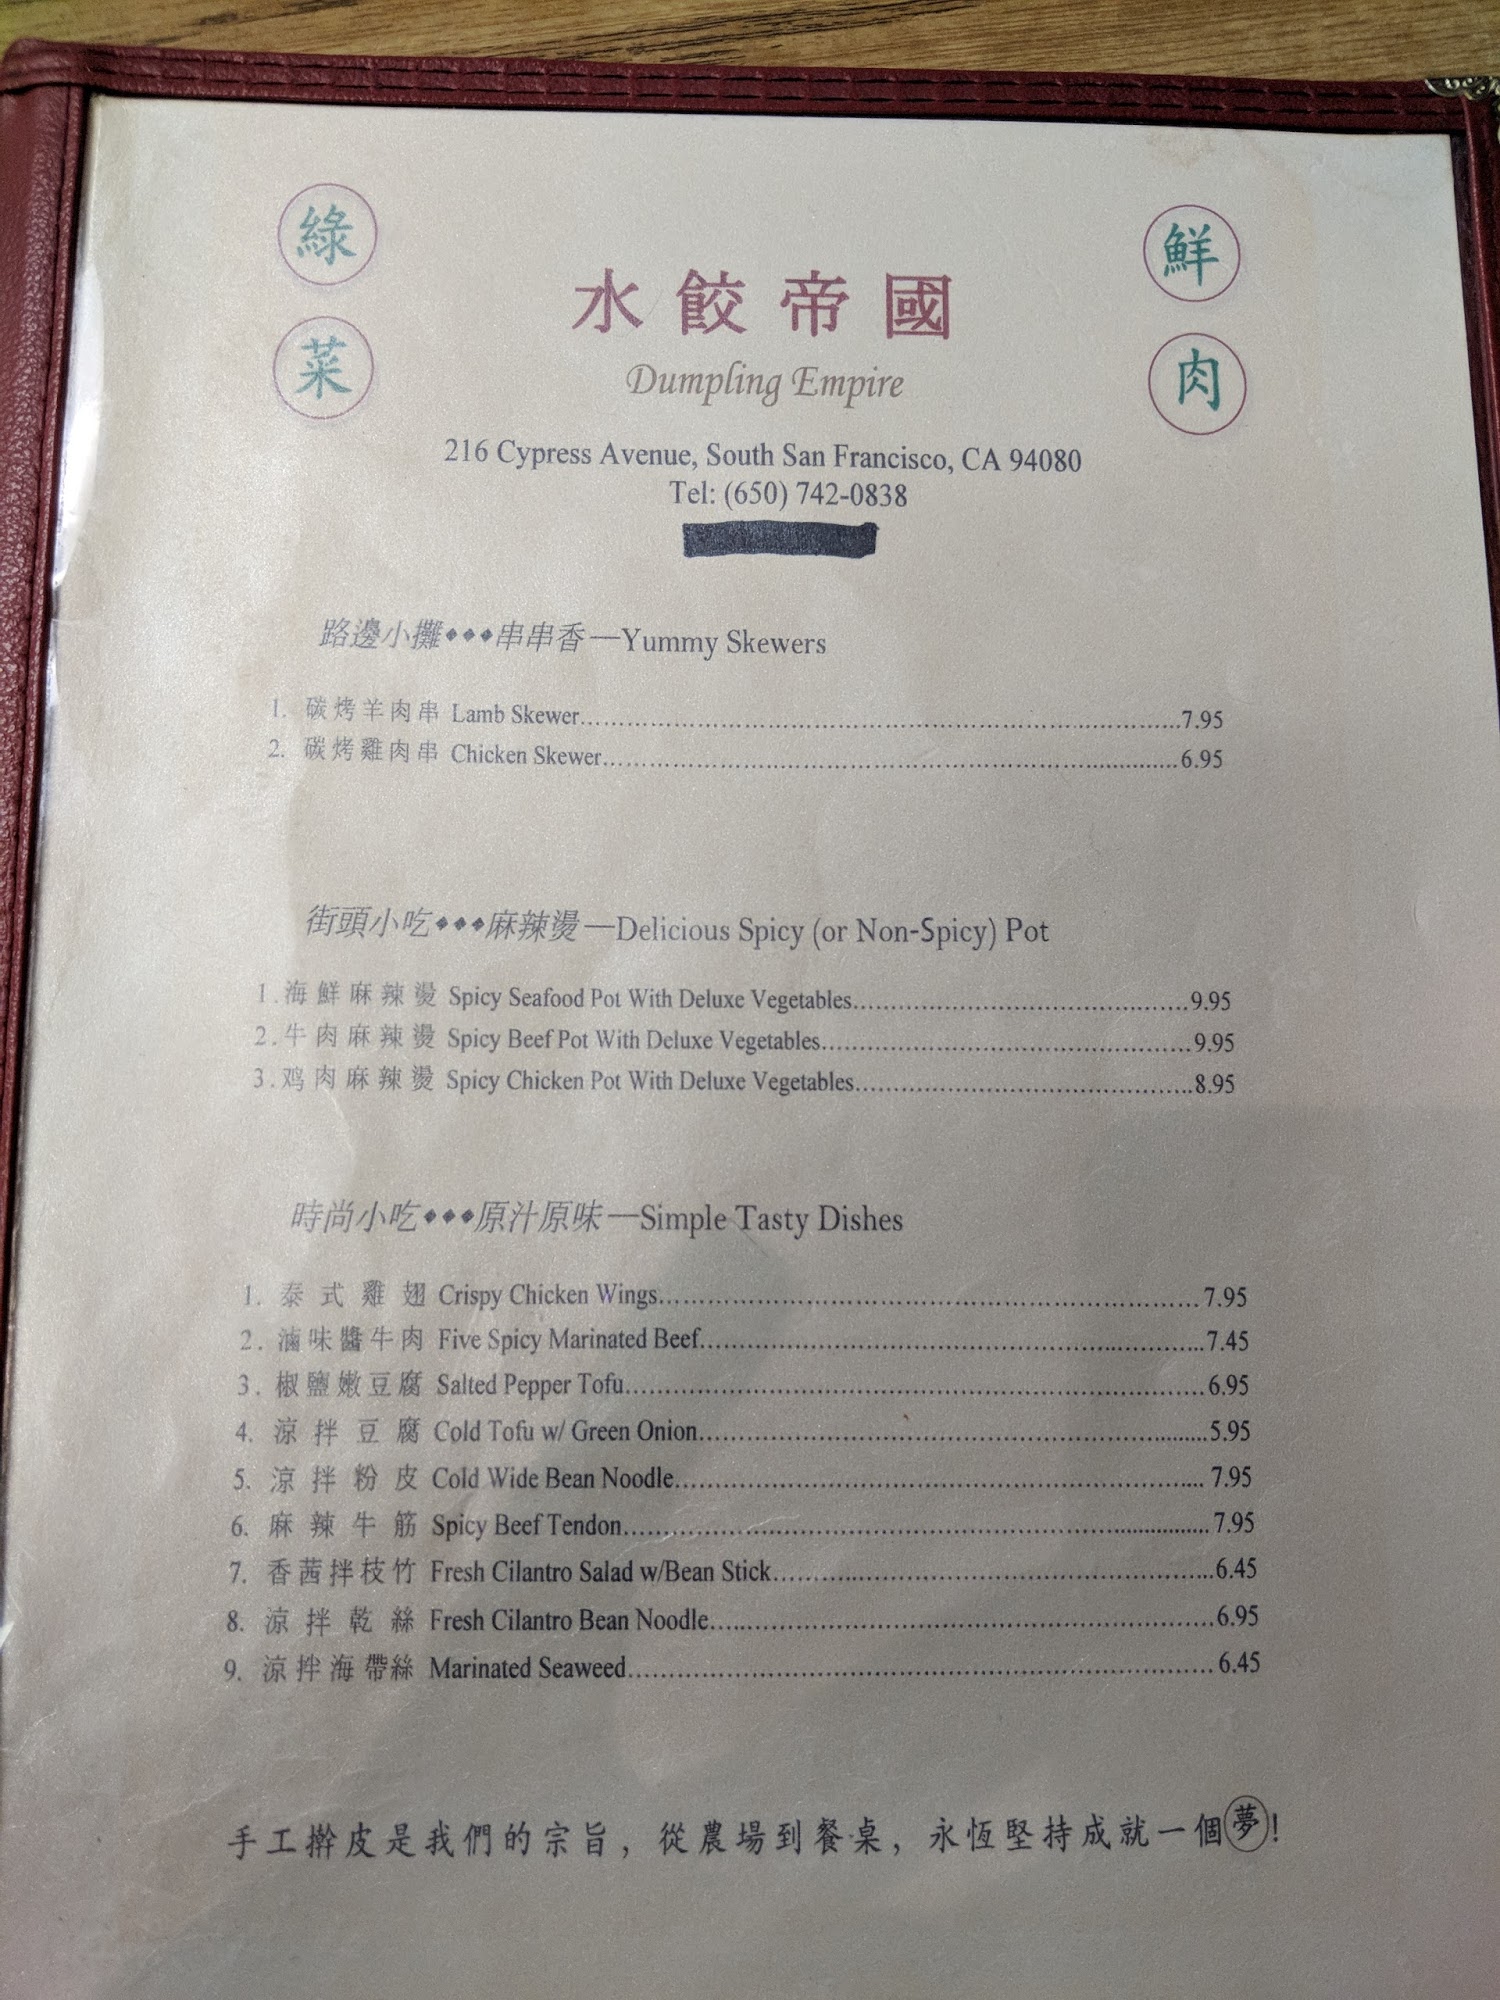 綠菜
鮮肉
水餃帝國
Dumpling Empire
216 Cypress Avenue, South San Francisco, CA 94080
Tel: (650) 742-0838
路邊小攤◆◆◆串串香—Yummy Skewers
1. 碳烤羊肉串 Lamb Skewer....................7.95
2. 碳烤雞肉串 Chicken Skewer....................6.95
街頭小吃◆◆◆麻辣燙—Delicious Spicy (or Non-Spicy) Pot
1.海鮮麻辣燙 Spicy Seafood Pot With Deluxe Vegetables....................9.95
2.牛肉麻辣燙 Spicy Beef Pot With Deluxe Vegetables....................9.95
3.鸡肉麻辣燙 Spicy Chicken Pot With Deluxe Vegetables....................8.95
時尚小吃◆◆◆原汁原味—Simple Tasty Dishes
1. 泰式雞翅 Crispy Chicken Wings....................7.95
2. 滷味醬牛肉 Five Spicy Marinated Beef....................7.45
3. 椒鹽嫩豆腐 Salted Pepper Tofu....................6.95
4. 涼拌豆腐 Cold Tofu w/ Green Onion....................5.95
5. 涼拌粉皮 Cold Wide Bean Noodle.................... 7.95
6. 麻辣牛筋 Spicy Beef Tendon....................7.95
7. 香茜拌枝竹 Fresh Cilantro Salad w/Bean Stick....................6.45
8. 涼拌乾絲 Fresh Cilantro Bean Noodle....................6.95
9. 涼拌海帶絲 Marinated Seaweed....................6.45
手工擀皮是我們的宗旨，從農場到餐桌，永恆堅持成就一個夢!